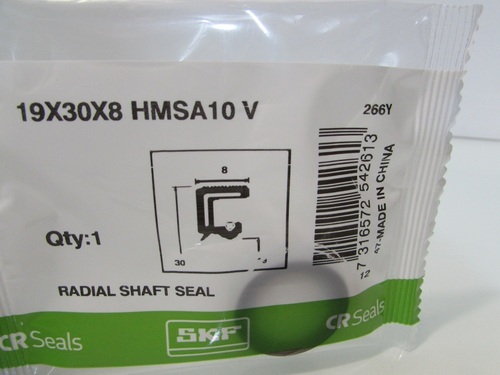 19X30X8 HMSA10 V
266Y
8
30
Qty:1
RADIAL SHAFT SEAL
7 316572 542613
47-MADE IN CHINA
12
CR Seals
SKF
CR Seals